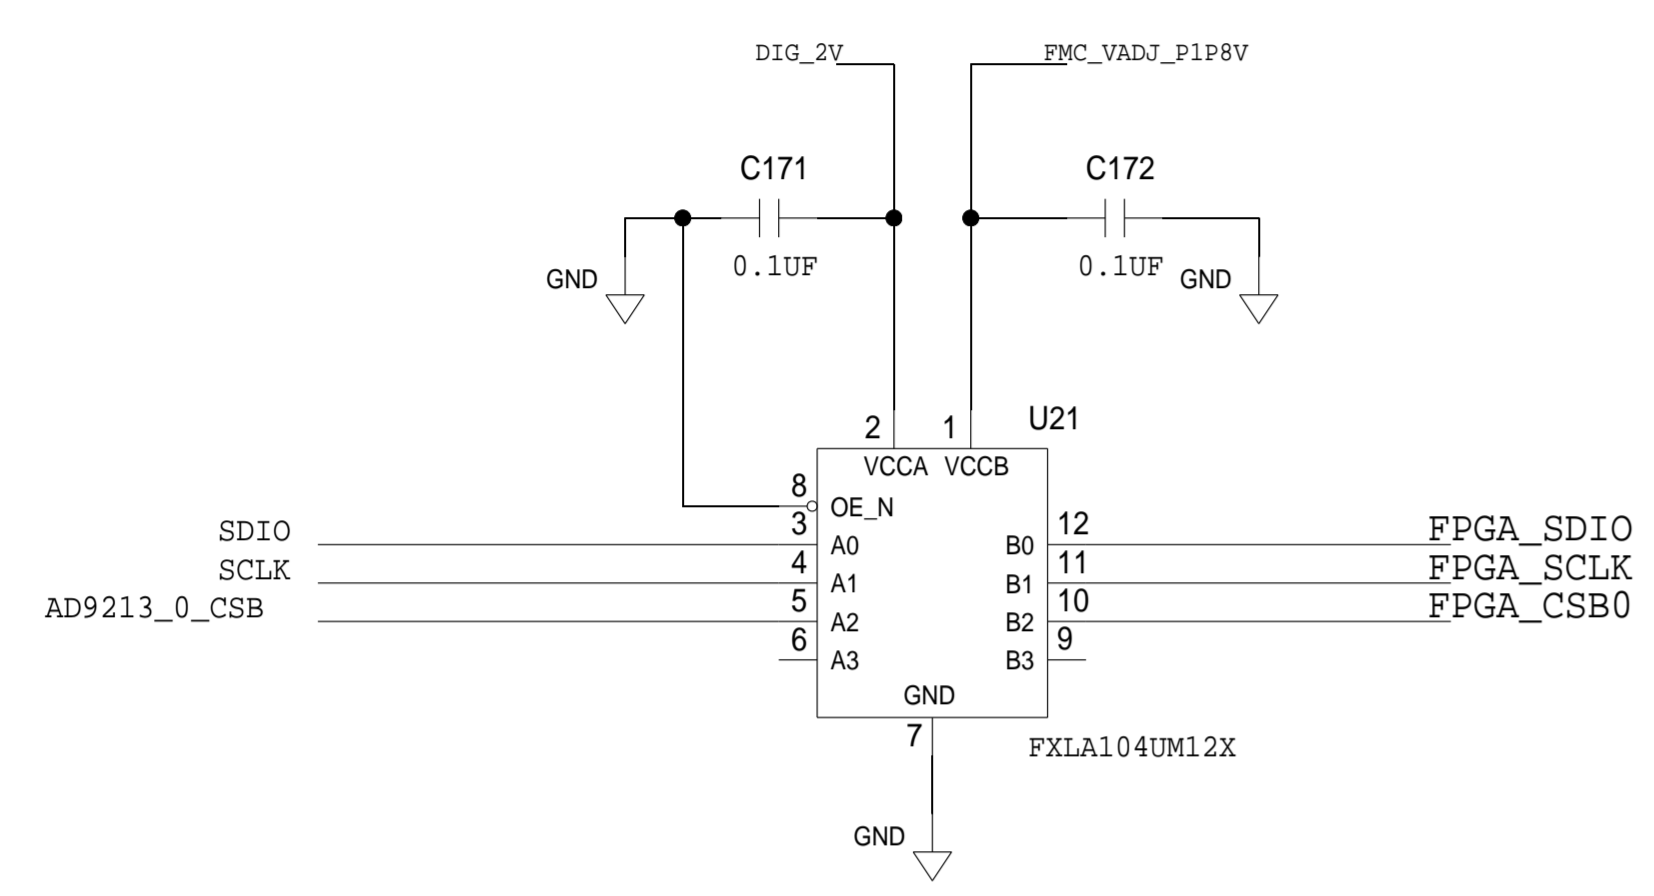 DIG_2V
FMC_VADJ_P1P8V
C171
C172
0.1UF
0.1UF
GND
GND
U21
2
1
VCCA
VCCB
8
OE_N
3
12
SDIO
A0
B0
FPGA_SDIO
4
11
SCLK
A1
B1
FPGA_SCLK
5
10
AD9213_0_CSB
A2
B2
FPGA_CSB0
6
9
A3
B3
GND
7
FXLA104UM12X
GND